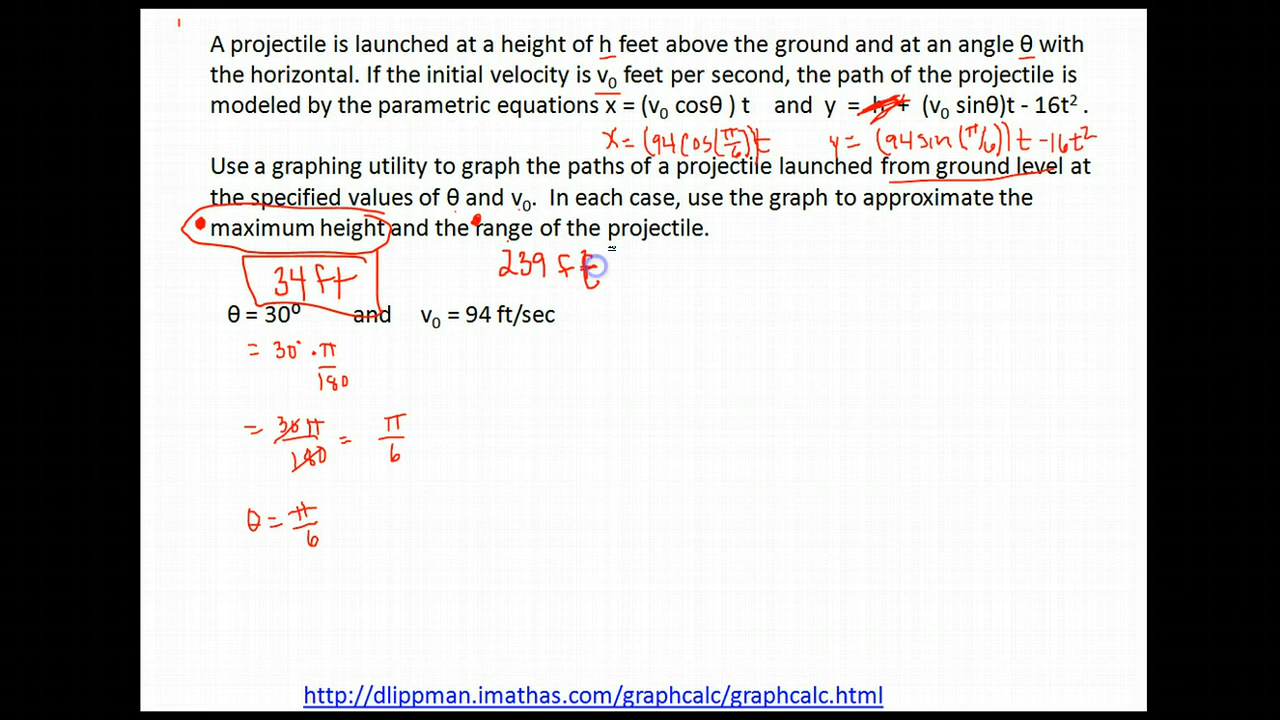 A projectile is launched at a height of h feet above the ground and at an angle θ with
the horizontal. If the initial velocity is v₀ feet per second, the path of the projectile is
modeled by the parametric equations x = (v₀ cosθ ) t and y = h + (v₀ sinθ)t - 16t² .
x = (94 cos(π/6))t y = (94 sin(π/6))t - 16t²
Use a graphing utility to graph the paths of a projectile launched from ground level at
the specified values of θ and v₀. In each case, use the graph to approximate the
maximum height and the range of the projectile.
34 ft 239 ft
θ = 30⁰ and v₀ = 94 ft/sec
= 30° · π/180
= 30π/180 = π/6
θ = π/6
http://dlippman.imathas.com/graphcalc/graphcalc.html